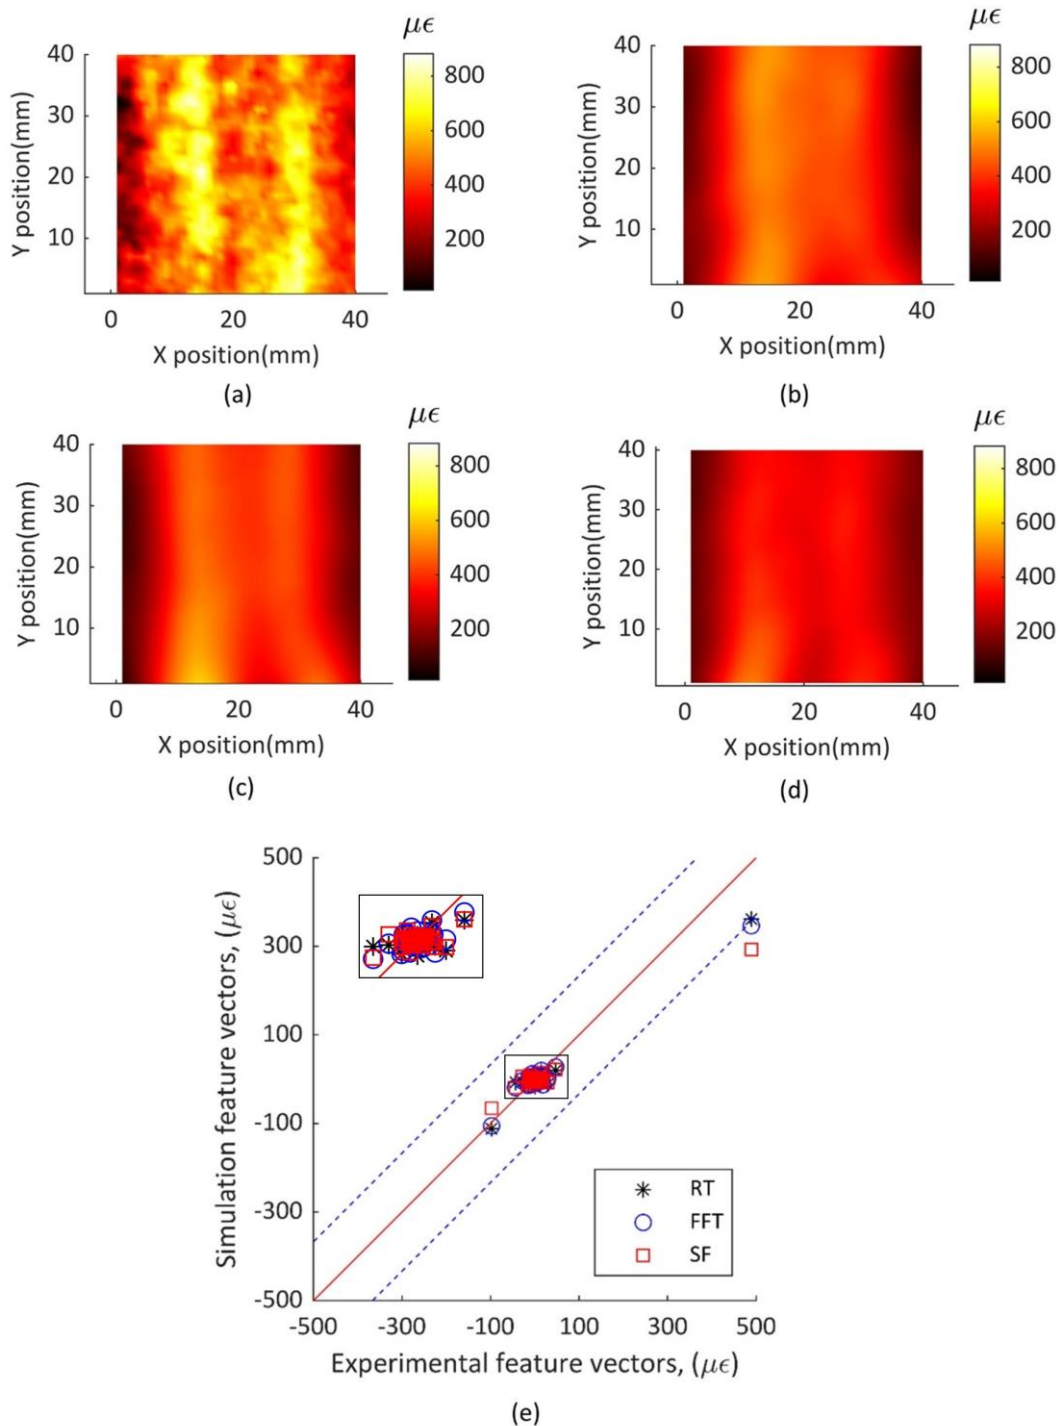 με
με
40
30
20
10
Y position(mm)
800
600
400
200
0
20
40
X position(mm)
(a)
40
30
20
10
Y position(mm)
800
600
400
200
0
20
40
X position(mm)
(b)
με
με
40
30
20
10
Y position(mm)
800
600
400
200
0
20
40
X position(mm)
(c)
40
30
20
10
Y position(mm)
800
600
400
200
0
20
40
X position(mm)
(d)
500
300
100
-100
-300
-500
Simulation feature vectors, (με)
RT
FFT
SF
-500
-300
-100
100
300
500
Experimental feature vectors, (με)
(e)